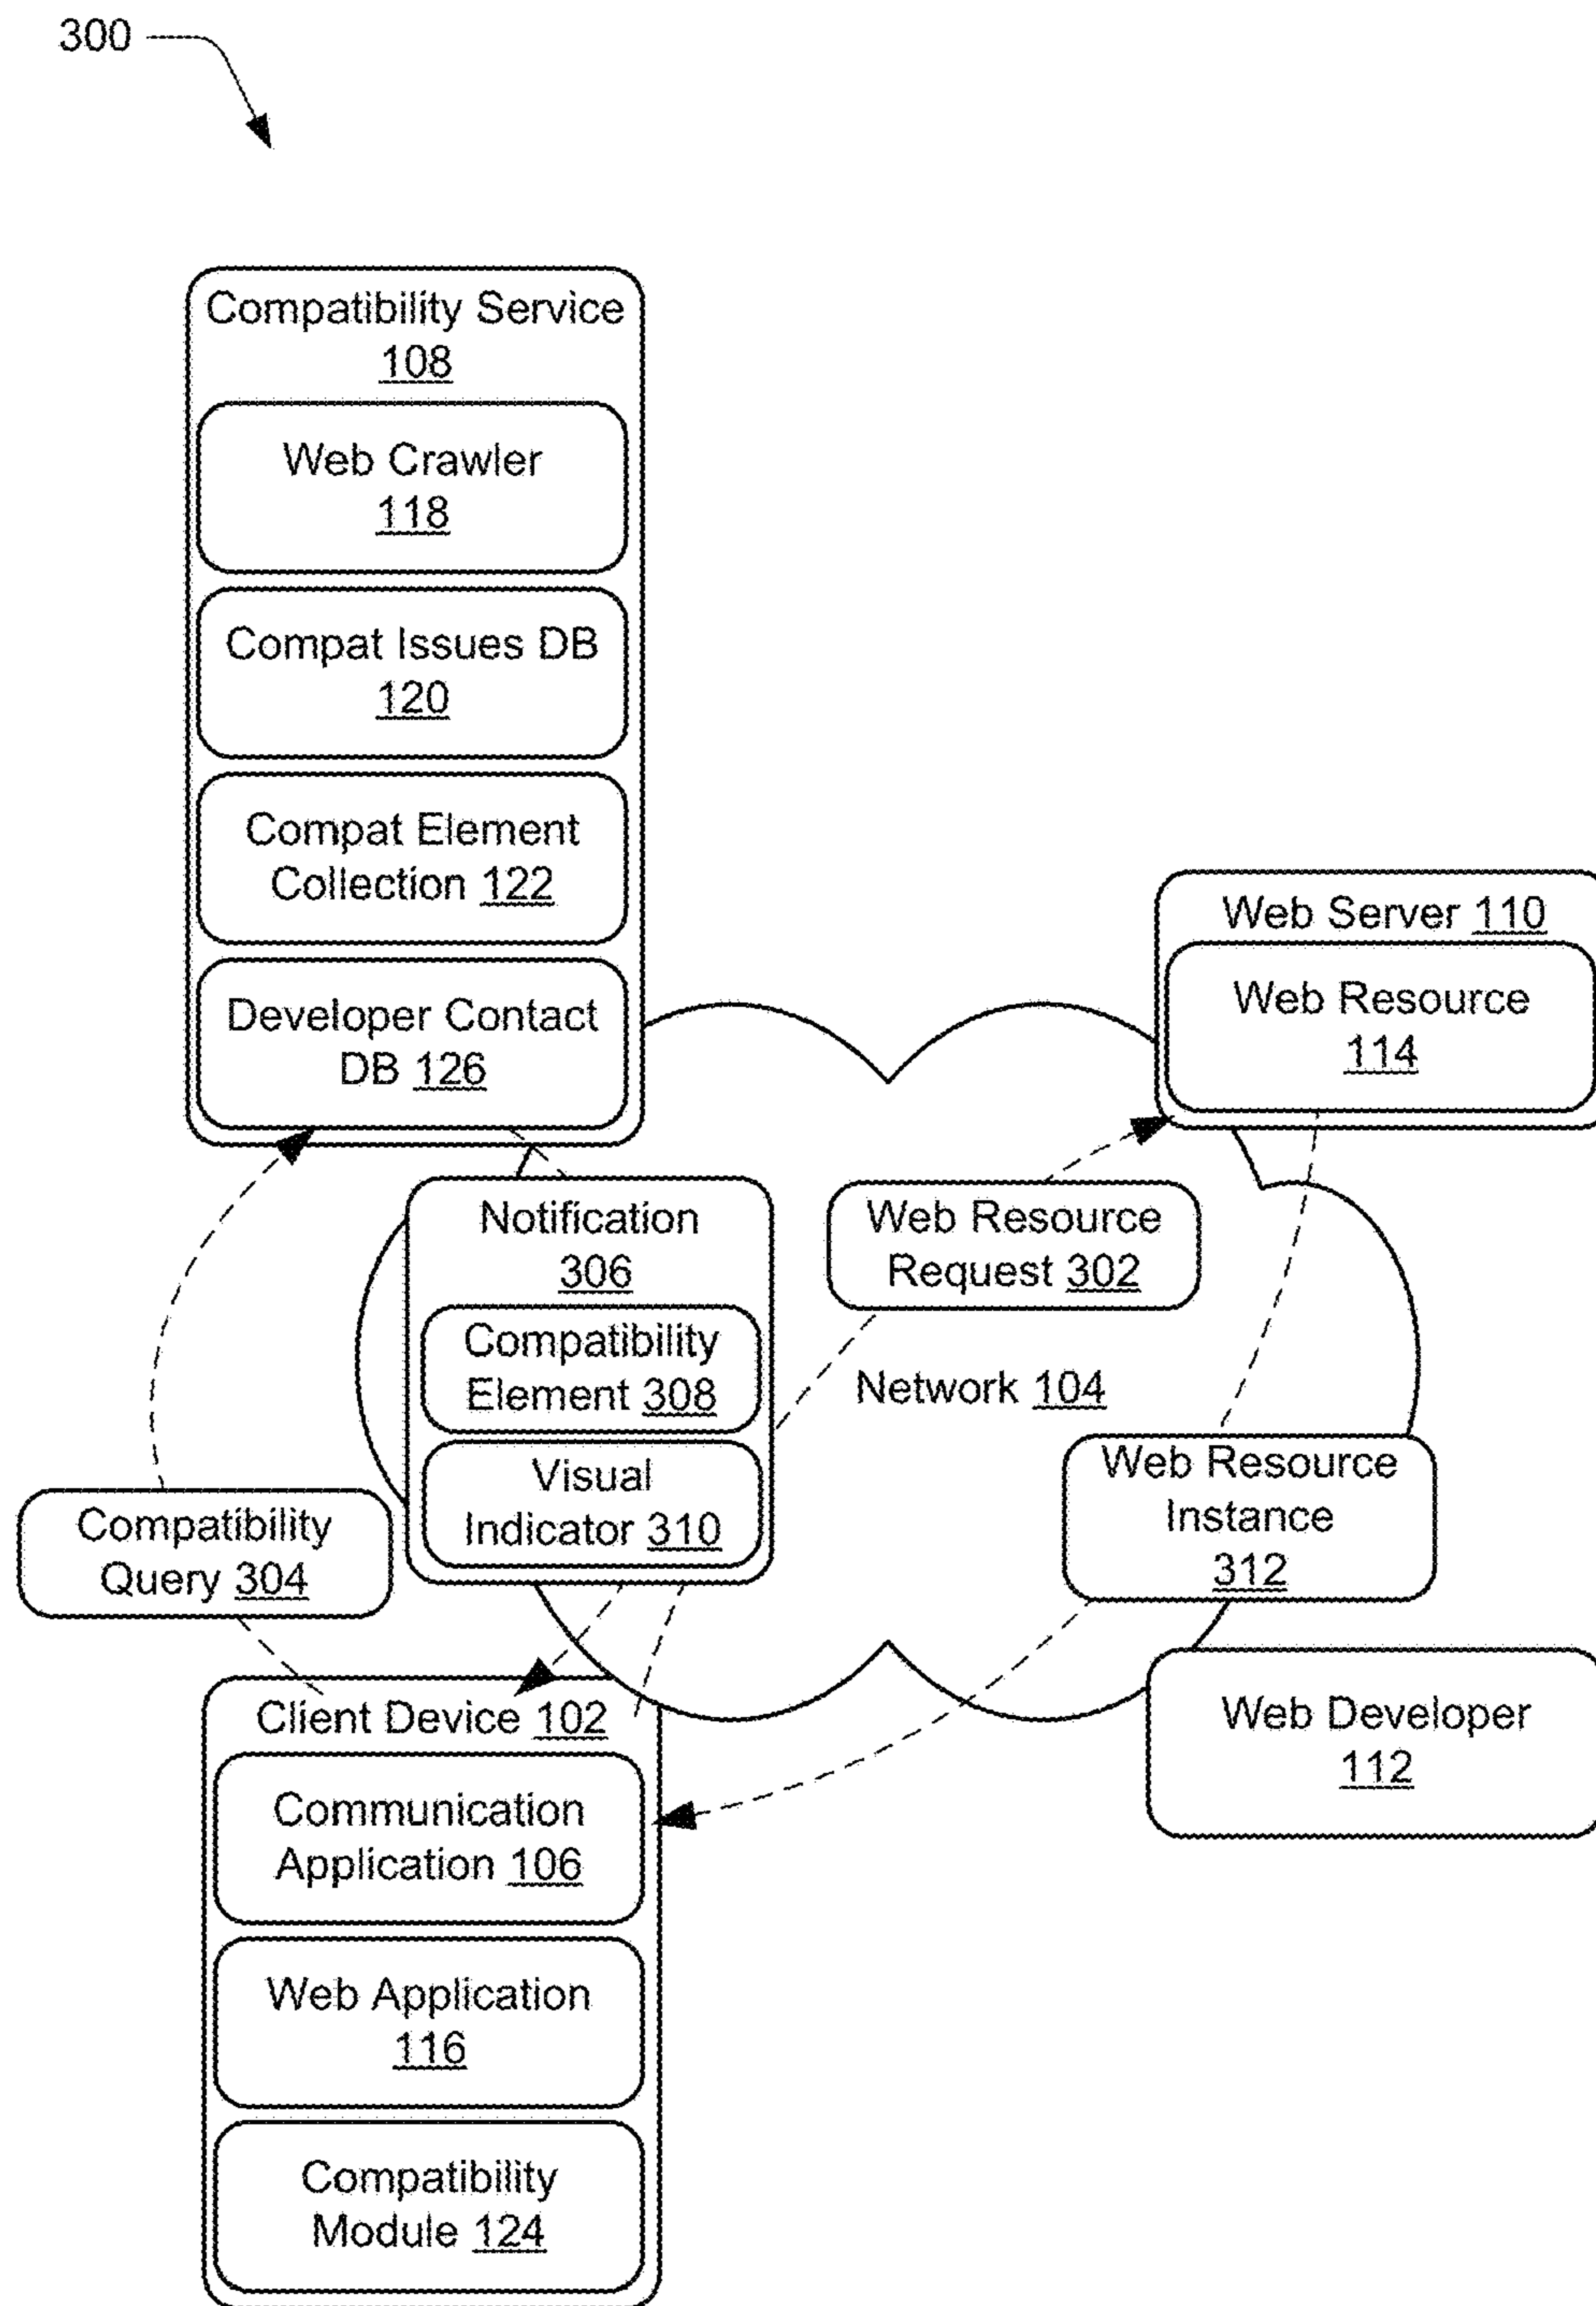 300
Compatibility Service
108
Web Crawler
118
Compat Issues DB
120
Compat Element
Collection 122
Developer Contact
DB 126
Web Server 110
Web Resource
114
Notification
306
Compatibility
Element 308
Visual
Indicator 310
Web Resource
Request 302
Network 104
Web Resource
Instance
312
Compatibility
Query 304
Client Device 102
Communication
Application 106
Web Application
116
Compatibility
Module 124
Web Developer
112